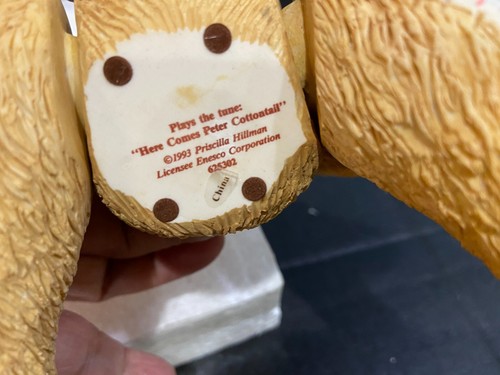 Plays the tune:
"Here Comes Peter Cottontail"
©1993 Priscilla Hillman
Licensee Enesco Corporation
625302
China